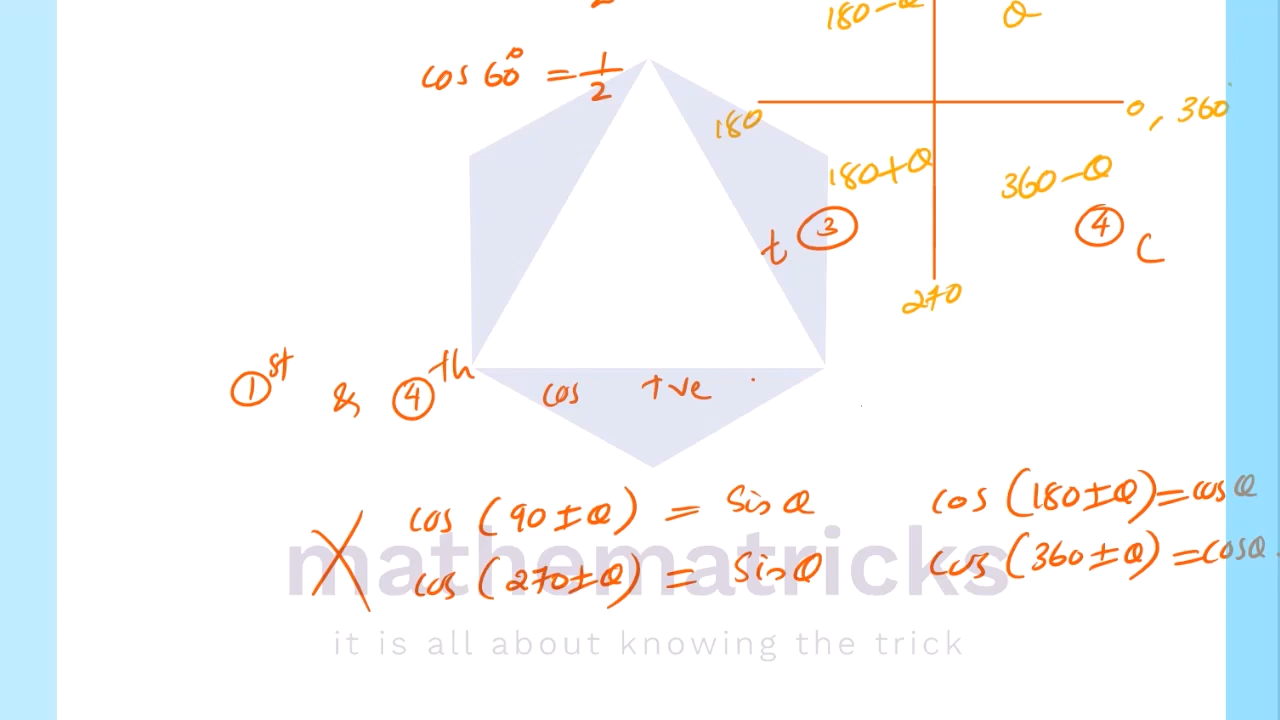 180-θ θ
cos 60° = 1/2
180 0, 360
180+θ 360-θ
t ③ ④ C
270
①st & ④th cos +ve
cos (90±θ) = Sin θ cos (180±θ)=cos θ
cos (270±θ) = Sin θ cos (360±θ)=cosθ
mathematricks
it is all about knowing the trick